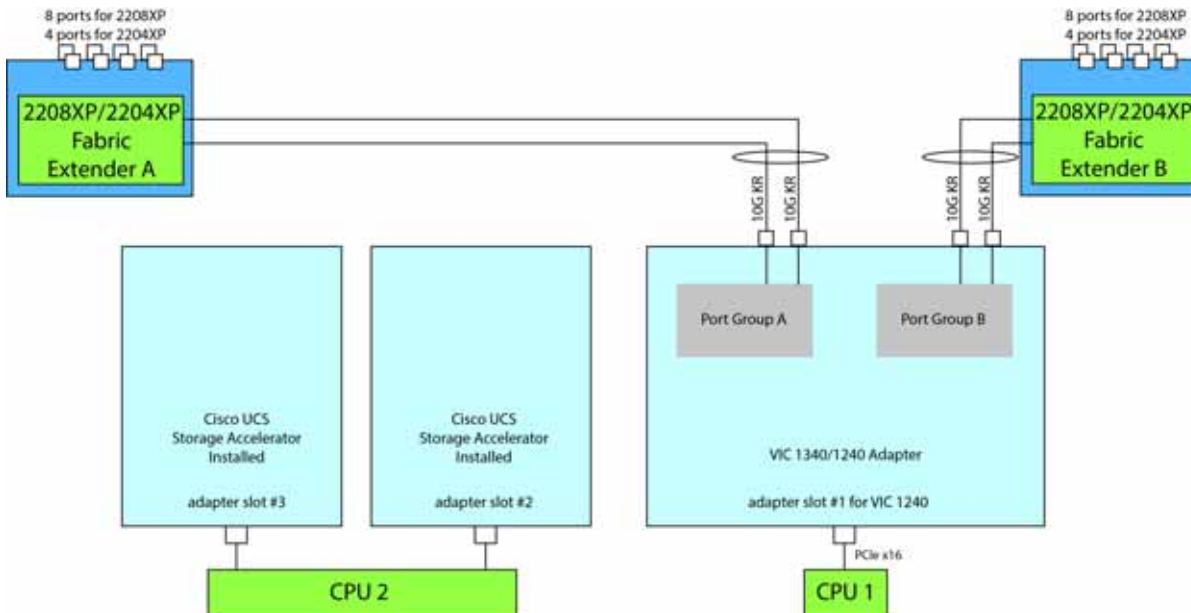 8 ports for 2208XP
4 ports for 2204XP
8 ports for 2208XP
4 ports for 2204XP
2208XP/2204XP
Fabric
Extender A
2208XP/2204XP
Fabric
Extender B
10G KR
10G KR
10G KR
10G KR
Port Group A
Port Group B
Cisco UCS
Storage Accelerator
Installed
adapter slot #3
Cisco UCS
Storage Accelerator
Installed
adapter slot #2
VIC 1340/1240 Adapter
adapter slot #1 for VIC 1240
PCIe x16
CPU 2
CPU 1